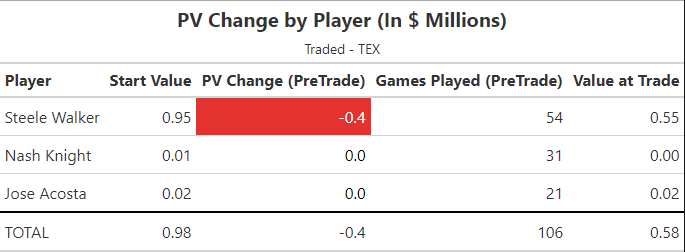 PV Change by Player (In $ Millions)
Traded - TEX
Player Start Value PV Change (PreTrade) Games Played (PreTrade) Value at Trade
Steele Walker 0.95 -0.4 54 0.55
Nash Knight 0.01 0.0 31 0.00
Jose Acosta 0.02 0.0 21 0.02
TOTAL 0.98 -0.4 106 0.58